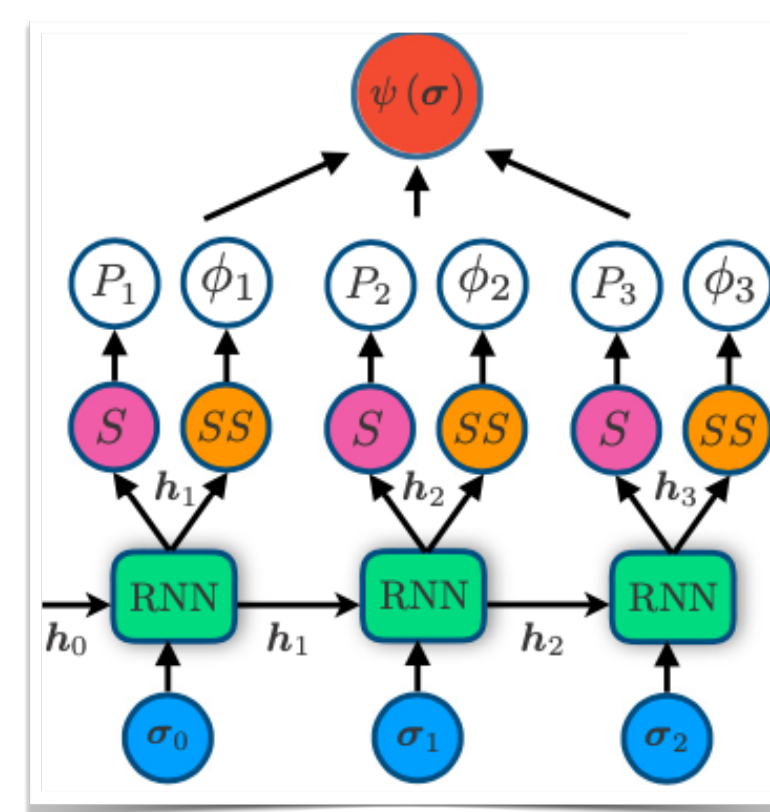 ψ (σ)
P₁ ϕ₁ P₂ ϕ₂ P₃ ϕ₃
S SS S SS S SS
h₁ h₂ h₃
RNN RNN RNN
h₀ h₁ h₂
σ₀ σ₁ σ₂